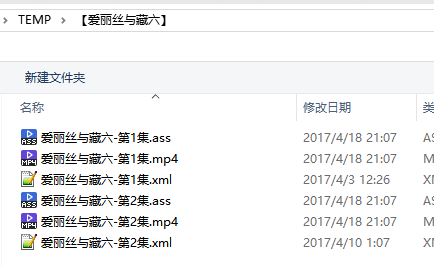 TEMP 【爱丽丝与藏六】
新建文件夹
名称 修改日期 类
爱丽丝与藏六-第1集.ass 2017/4/18 21:07 AS
爱丽丝与藏六-第1集.mp4 2017/4/18 21:07 M
爱丽丝与藏六-第1集.xml 2017/4/3 12:26 XM
爱丽丝与藏六-第2集.ass 2017/4/18 21:07 AS
爱丽丝与藏六-第2集.mp4 2017/4/18 21:07 M
爱丽丝与藏六-第2集.xml 2017/4/10 1:07 XM